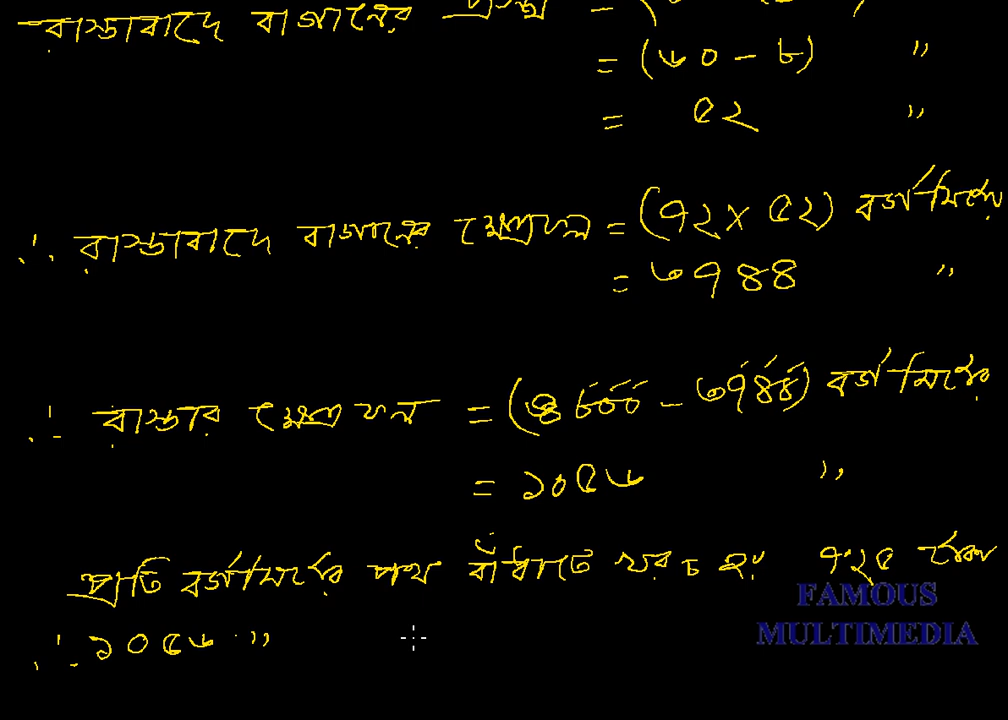 রাস্তাবাদে বাগানের প্রস্থ = (
= (৬০ - ৮) "
= ৫২ "
∴ রাস্তাবাদে বাগানের ক্ষেত্রফল = (৭২ × ৫২) বর্গমিটার
= ৩৭৪৪ "
∴ রাস্তার ক্ষেত্রফল = (৪৮০০ - ৩৭৪৪) বর্গমিটার
= ১০৫৬ "
প্রতি বর্গমিটার পথ বাঁধাতে খরচ হয় ৭.২৫ টাকা
∴ ১০৫৬ "
FAMOUS
MULTIMEDIA